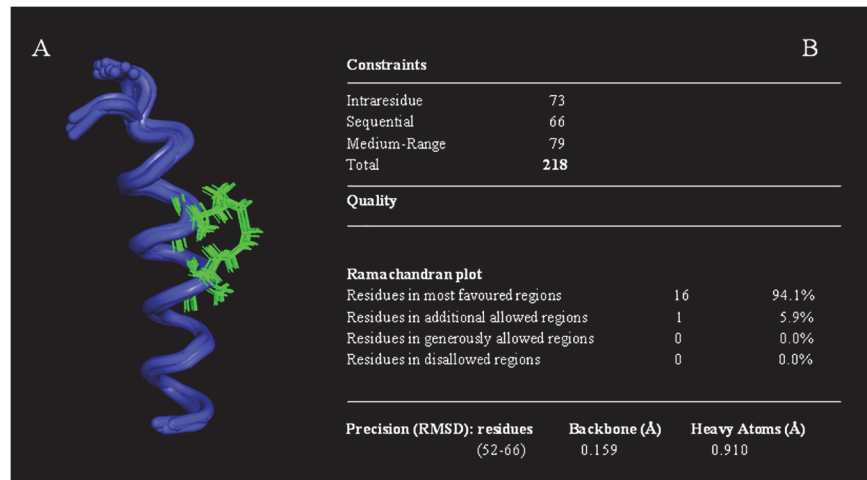 A
B
Constraints
Intraresidue 73
Sequential 66
Medium-Range 79
Total 218
Quality
Ramachandran plot
Residues in most favoured regions 16 94.1%
Residues in additional allowed regions 1 5.9%
Residues in generously allowed regions 0 0.0%
Residues in disallowed regions 0 0.0%
Precision (RMSD): residues Backbone (Å) Heavy Atoms (Å)
(52-66) 0.159 0.910